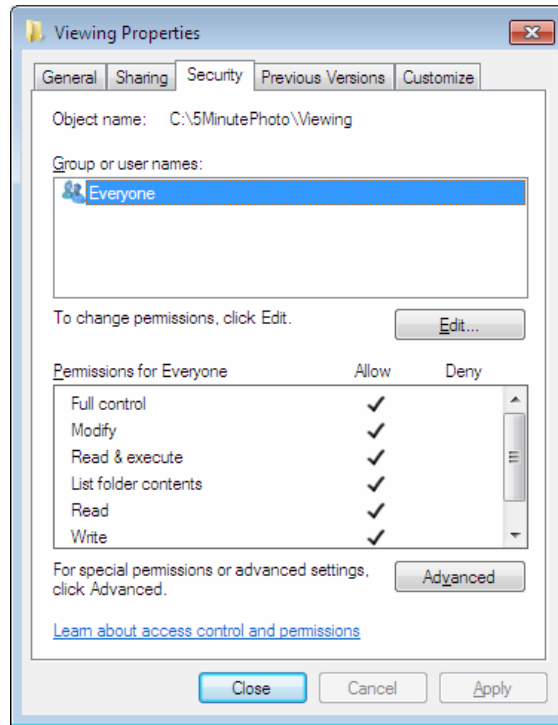 Viewing Properties
General Sharing Security Previous Versions Customize
Object name: C:\5MinutePhoto\Viewing
Group or user names:
Everyone
To change permissions, click Edit. Edit...
Permissions for Everyone Allow Deny
Full control
Modify
Read & execute
List folder contents
Read
Write
For special permissions or advanced settings, Advanced
click Advanced.
Learn about access control and permissions
Close Cancel Apply